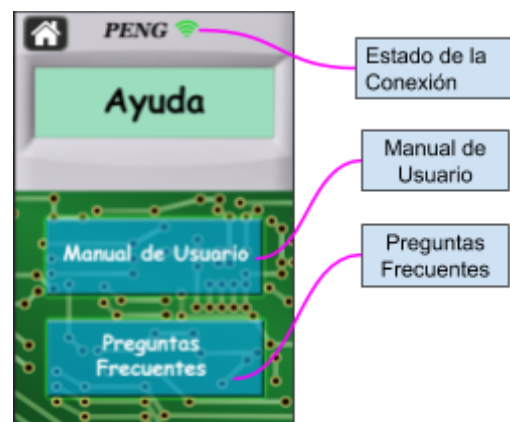 PENG
Ayuda
Manual de Usuario
Preguntas
Frecuentes
Estado de la
Conexión
Manual de
Usuario
Preguntas
Frecuentes